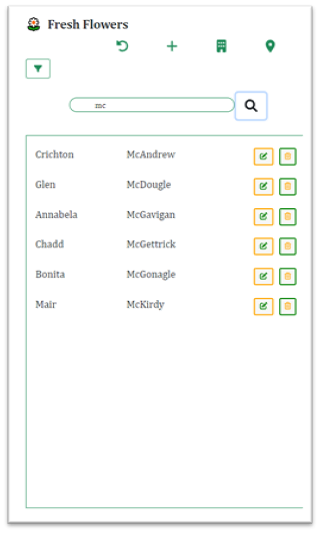 Fresh Flowers
mc
Crichton McAndrew
Glen McDougle
Annabela McGavigan
Chadd McGettrick
Bonita McGonagle
Mair McKirdy